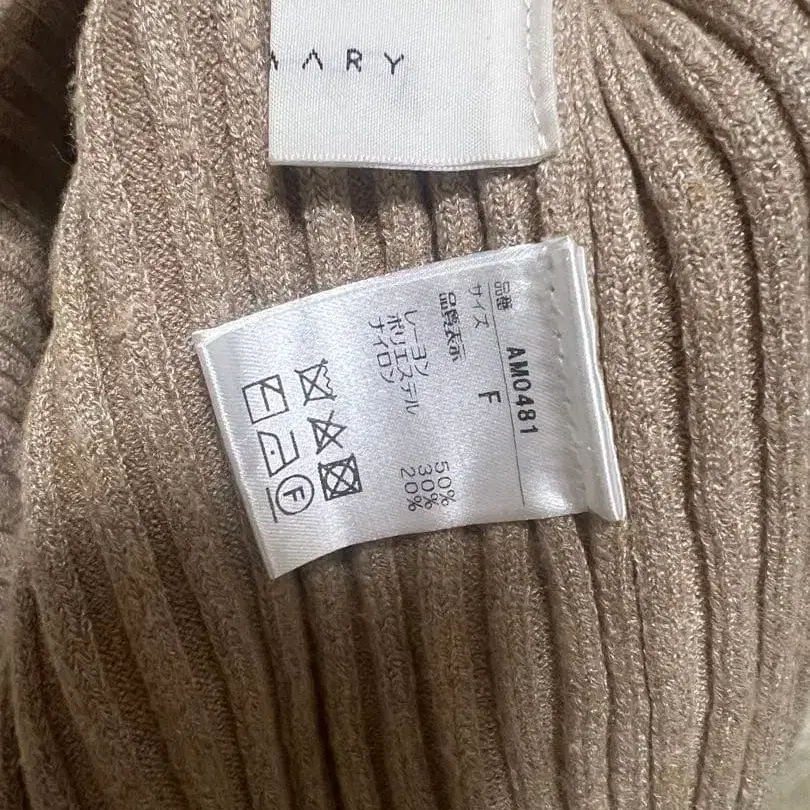 ΛRY
品番 AM0481
サイズ F
品質表示
レーヨン 50%
ポリエステル 30%
ナイロン 20%
F